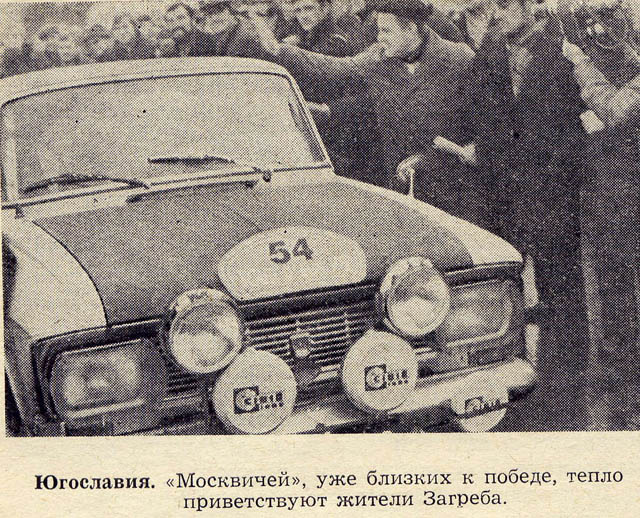 54
Югославия. «Москвичей», уже близких к победе, тепло
приветствуют жители Загреба.